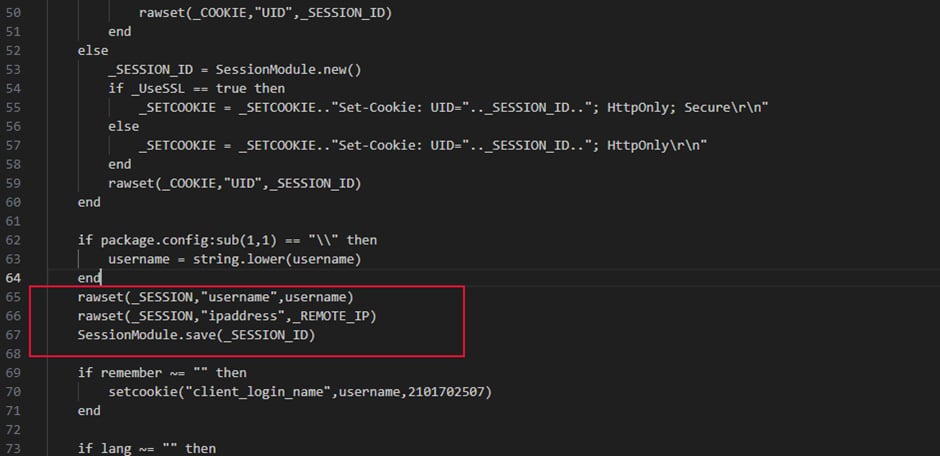 50 rawset(_COOKIE,"UID",_SESSION_ID)
51 end
52 else
53 _SESSION_ID = SessionModule.new()
54 if _UseSSL == true then
55 _SETCOOKIE = _SETCOOKIE.."Set-Cookie: UID=".._SESSION_ID.."; HttpOnly; Secure\r\n"
56 else
57 _SETCOOKIE = _SETCOOKIE.."Set-Cookie: UID=".._SESSION_ID.."; HttpOnly\r\n"
58 end
59 rawset(_COOKIE,"UID",_SESSION_ID)
60 end
61
62 if package.config:sub(1,1) == "\\" then
63 username = string.lower(username)
64 end
65 rawset(_SESSION,"username",username)
66 rawset(_SESSION,"ipaddress",_REMOTE_IP)
67 SessionModule.save(_SESSION_ID)
68
69 if remember ~= "" then
70 setcookie("client_login_name",username,2101702507)
71 end
72
73 if lang ~= "" then